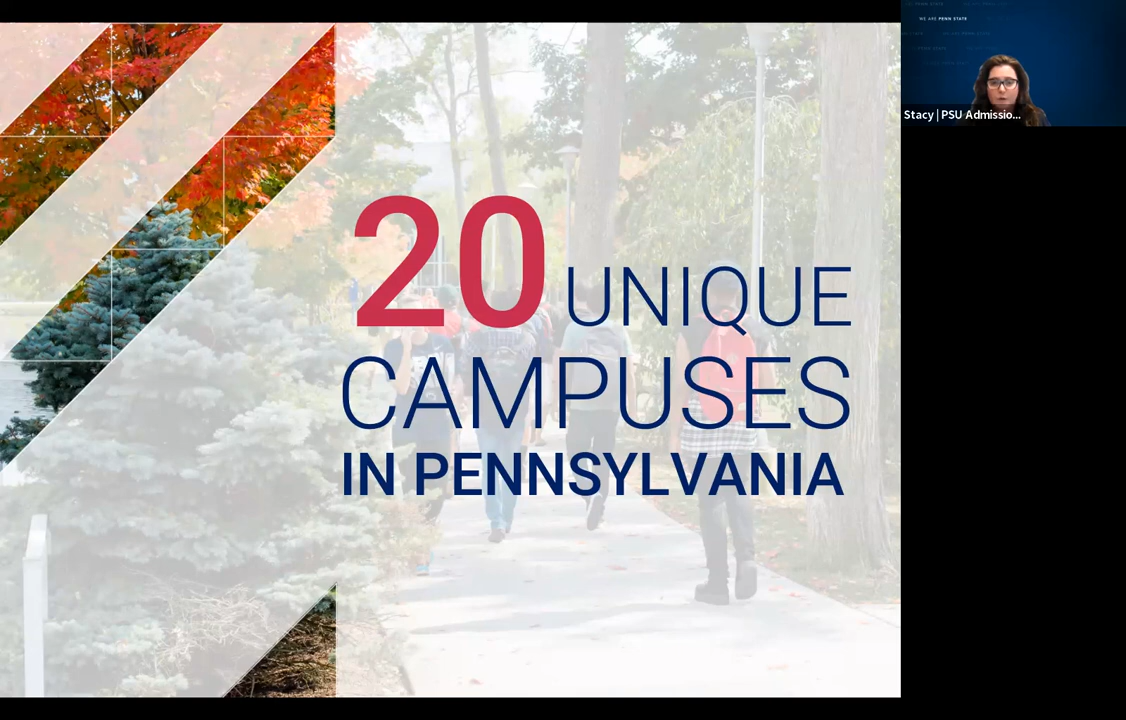 20 UNIQUE
CAMPUSES
IN PENNSYLVANIA
WE ARE PENN STATE
Stacy | PSU Admissio...